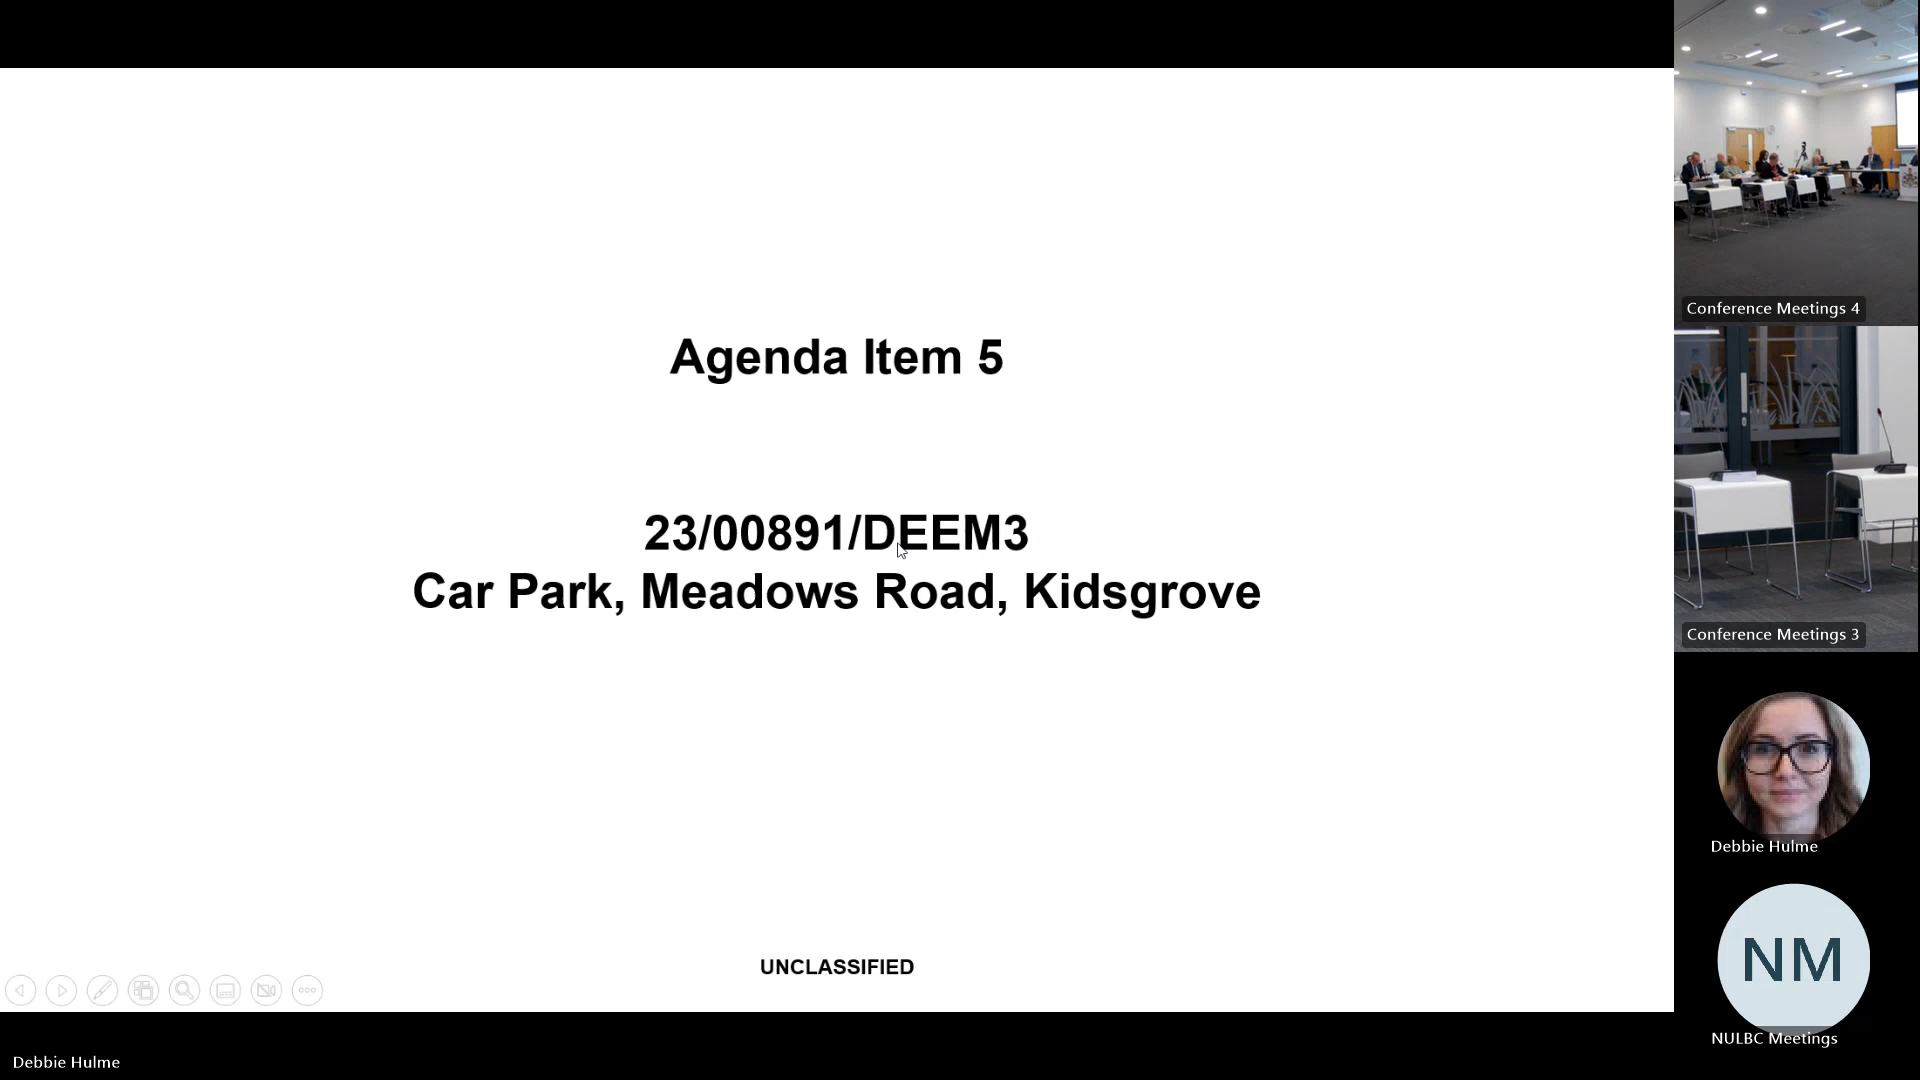 Agenda Item 5
23/00891/DEEM3
Car Park, Meadows Road, Kidsgrove
UNCLASSIFIED
Debbie Hulme
Conference Meetings 4
Conference Meetings 3
Debbie Hulme
NM
NULBC Meetings